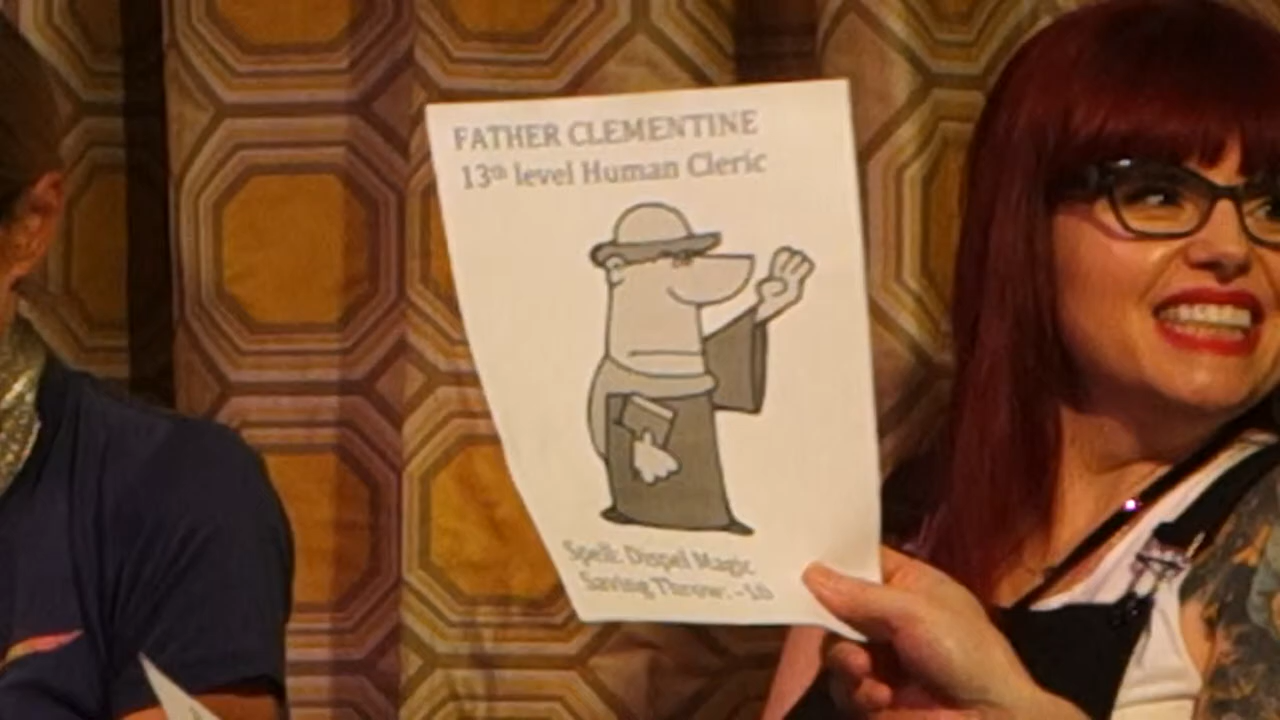 FATHER CLEMENTINE
13th level Human Cleric
Spell: Dispel Magic
Saving Throw: -10